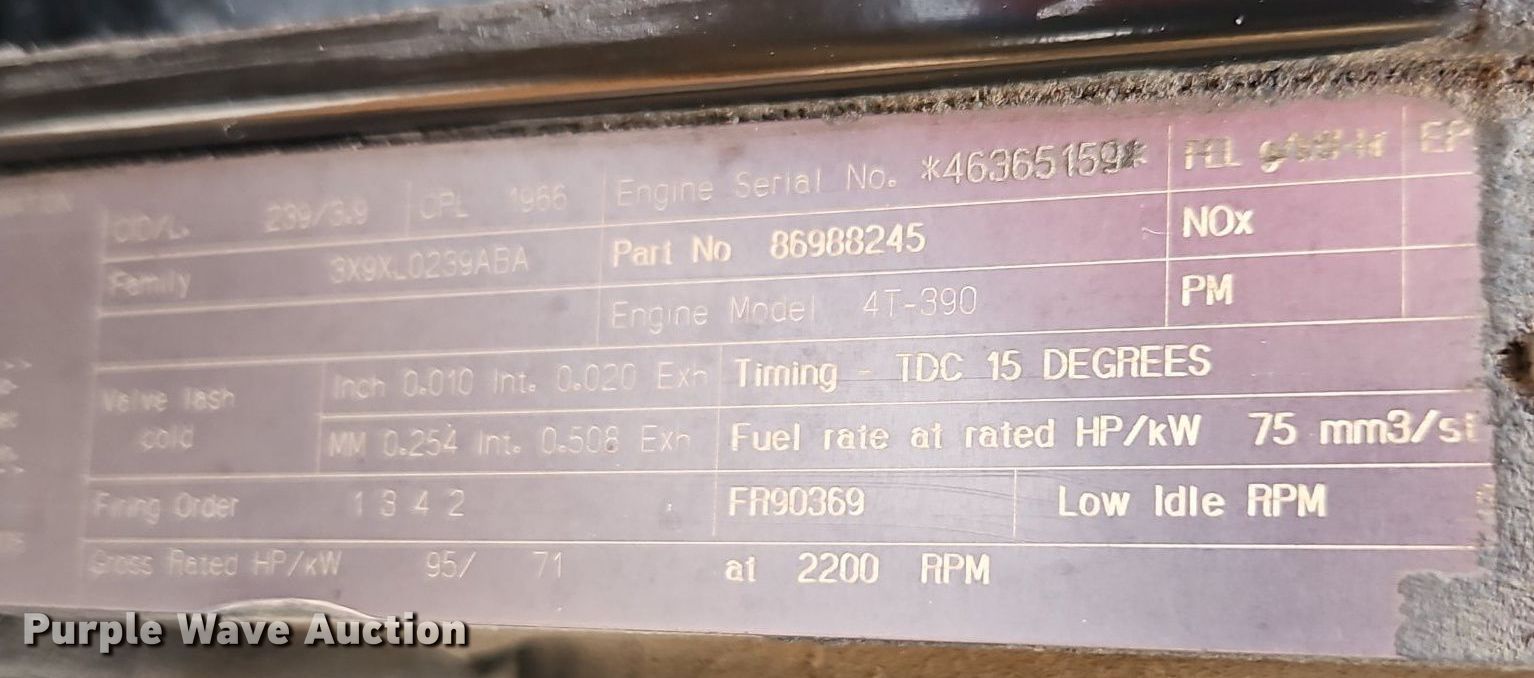 CID/L. 239/3.9 CPL 1966 Engine Serial No. *46365159* FEL g/kW-hr EP
Family 3X9XL0239ABA Part No 86988245 NOx
Engine Model 4T-390 PM
Valve lash cold Inch 0.010 Int. 0.020 Exh Timing - TDC 15 DEGREES
MM 0.254 Int. 0.508 Exh Fuel rate at rated HP/kW 75 mm3/st
Firing Order 1 3 4 2 FR90369 Low Idle RPM
Gross Rated HP/kW 95/ 71 at 2200 RPM
Purple Wave Auction